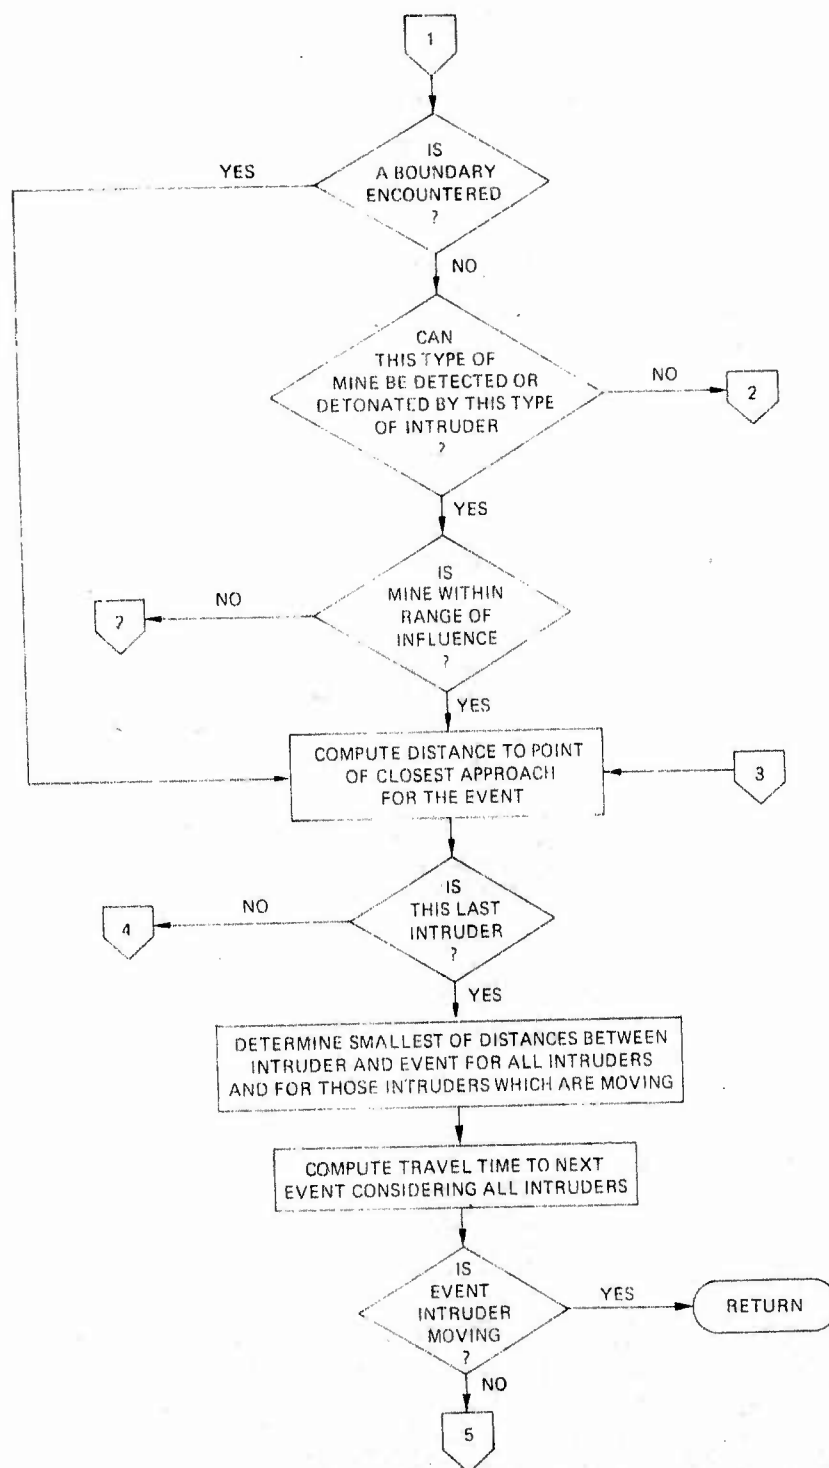 1
IS
A BOUNDARY
ENCOUNTERED
?
YES
NO
CAN
THIS TYPE OF
MINE BE DETECTED OR
DETONATED BY THIS TYPE
OF INTRUDER
?
NO
2
YES
IS
MINE WITHIN
RANGE OF
INFLUENCE
?
NO
2
YES
COMPUTE DISTANCE TO POINT
OF CLOSEST APPROACH
FOR THE EVENT
3
IS
THIS LAST
INTRUDER
?
NO
4
YES
DETERMINE SMALLEST OF DISTANCES BETWEEN
INTRUDER AND EVENT FOR ALL INTRUDERS
AND FOR THOSE INTRUDERS WHICH ARE MOVING
COMPUTE TRAVEL TIME TO NEXT
EVENT CONSIDERING ALL INTRUDERS
IS
EVENT
INTRUDER
MOVING
?
YES
RETURN
NO
5